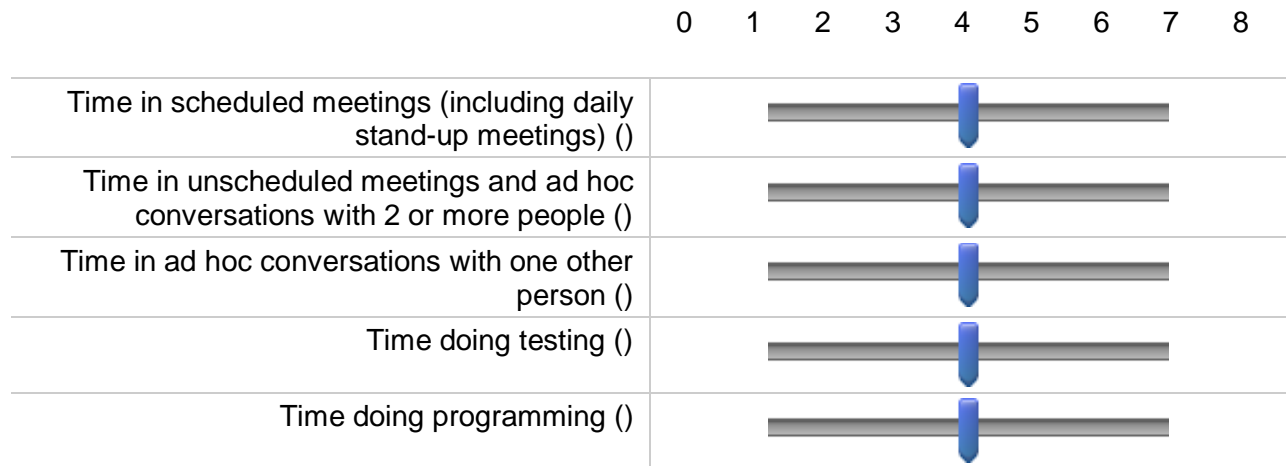 0 1 2 3 4 5 6 7 8
Time in scheduled meetings (including daily
stand-up meetings) ()
Time in unscheduled meetings and ad hoc
conversations with 2 or more people ()
Time in ad hoc conversations with one other
person ()
Time doing testing ()
Time doing programming ()